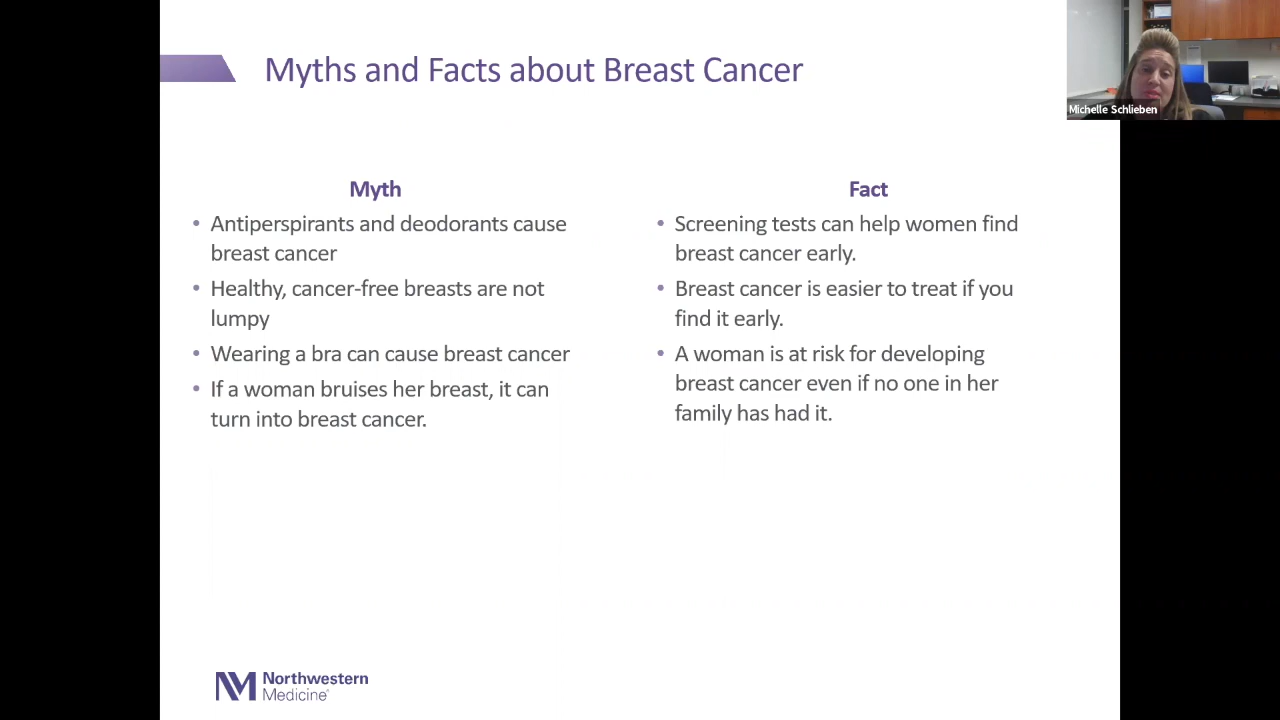 Myths and Facts about Breast Cancer
Michelle Schlieben
Myth
• Antiperspirants and deodorants cause
breast cancer
• Healthy, cancer-free breasts are not
lumpy
• Wearing a bra can cause breast cancer
• If a woman bruises her breast, it can
turn into breast cancer.
Fact
• Screening tests can help women find
breast cancer early.
• Breast cancer is easier to treat if you
find it early.
• A woman is at risk for developing
breast cancer even if no one in her
family has had it.
NM Northwestern
Medicine®